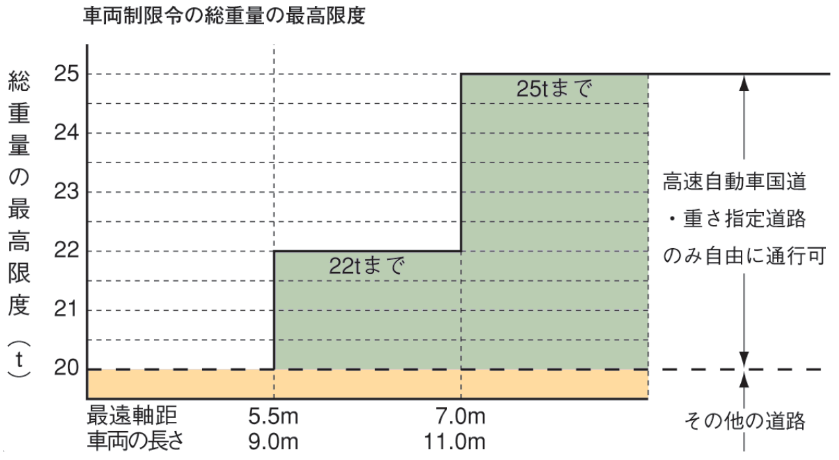 車両制限令の総重量の最高限度
総重量の最高限度（t）
25
24
23
22
21
20
25tまで
22tまで
高速自動車国道
・重さ指定道路
のみ自由に通行可
その他の道路
最遠軸距 5.5m 7.0m
車両の長さ 9.0m 11.0m